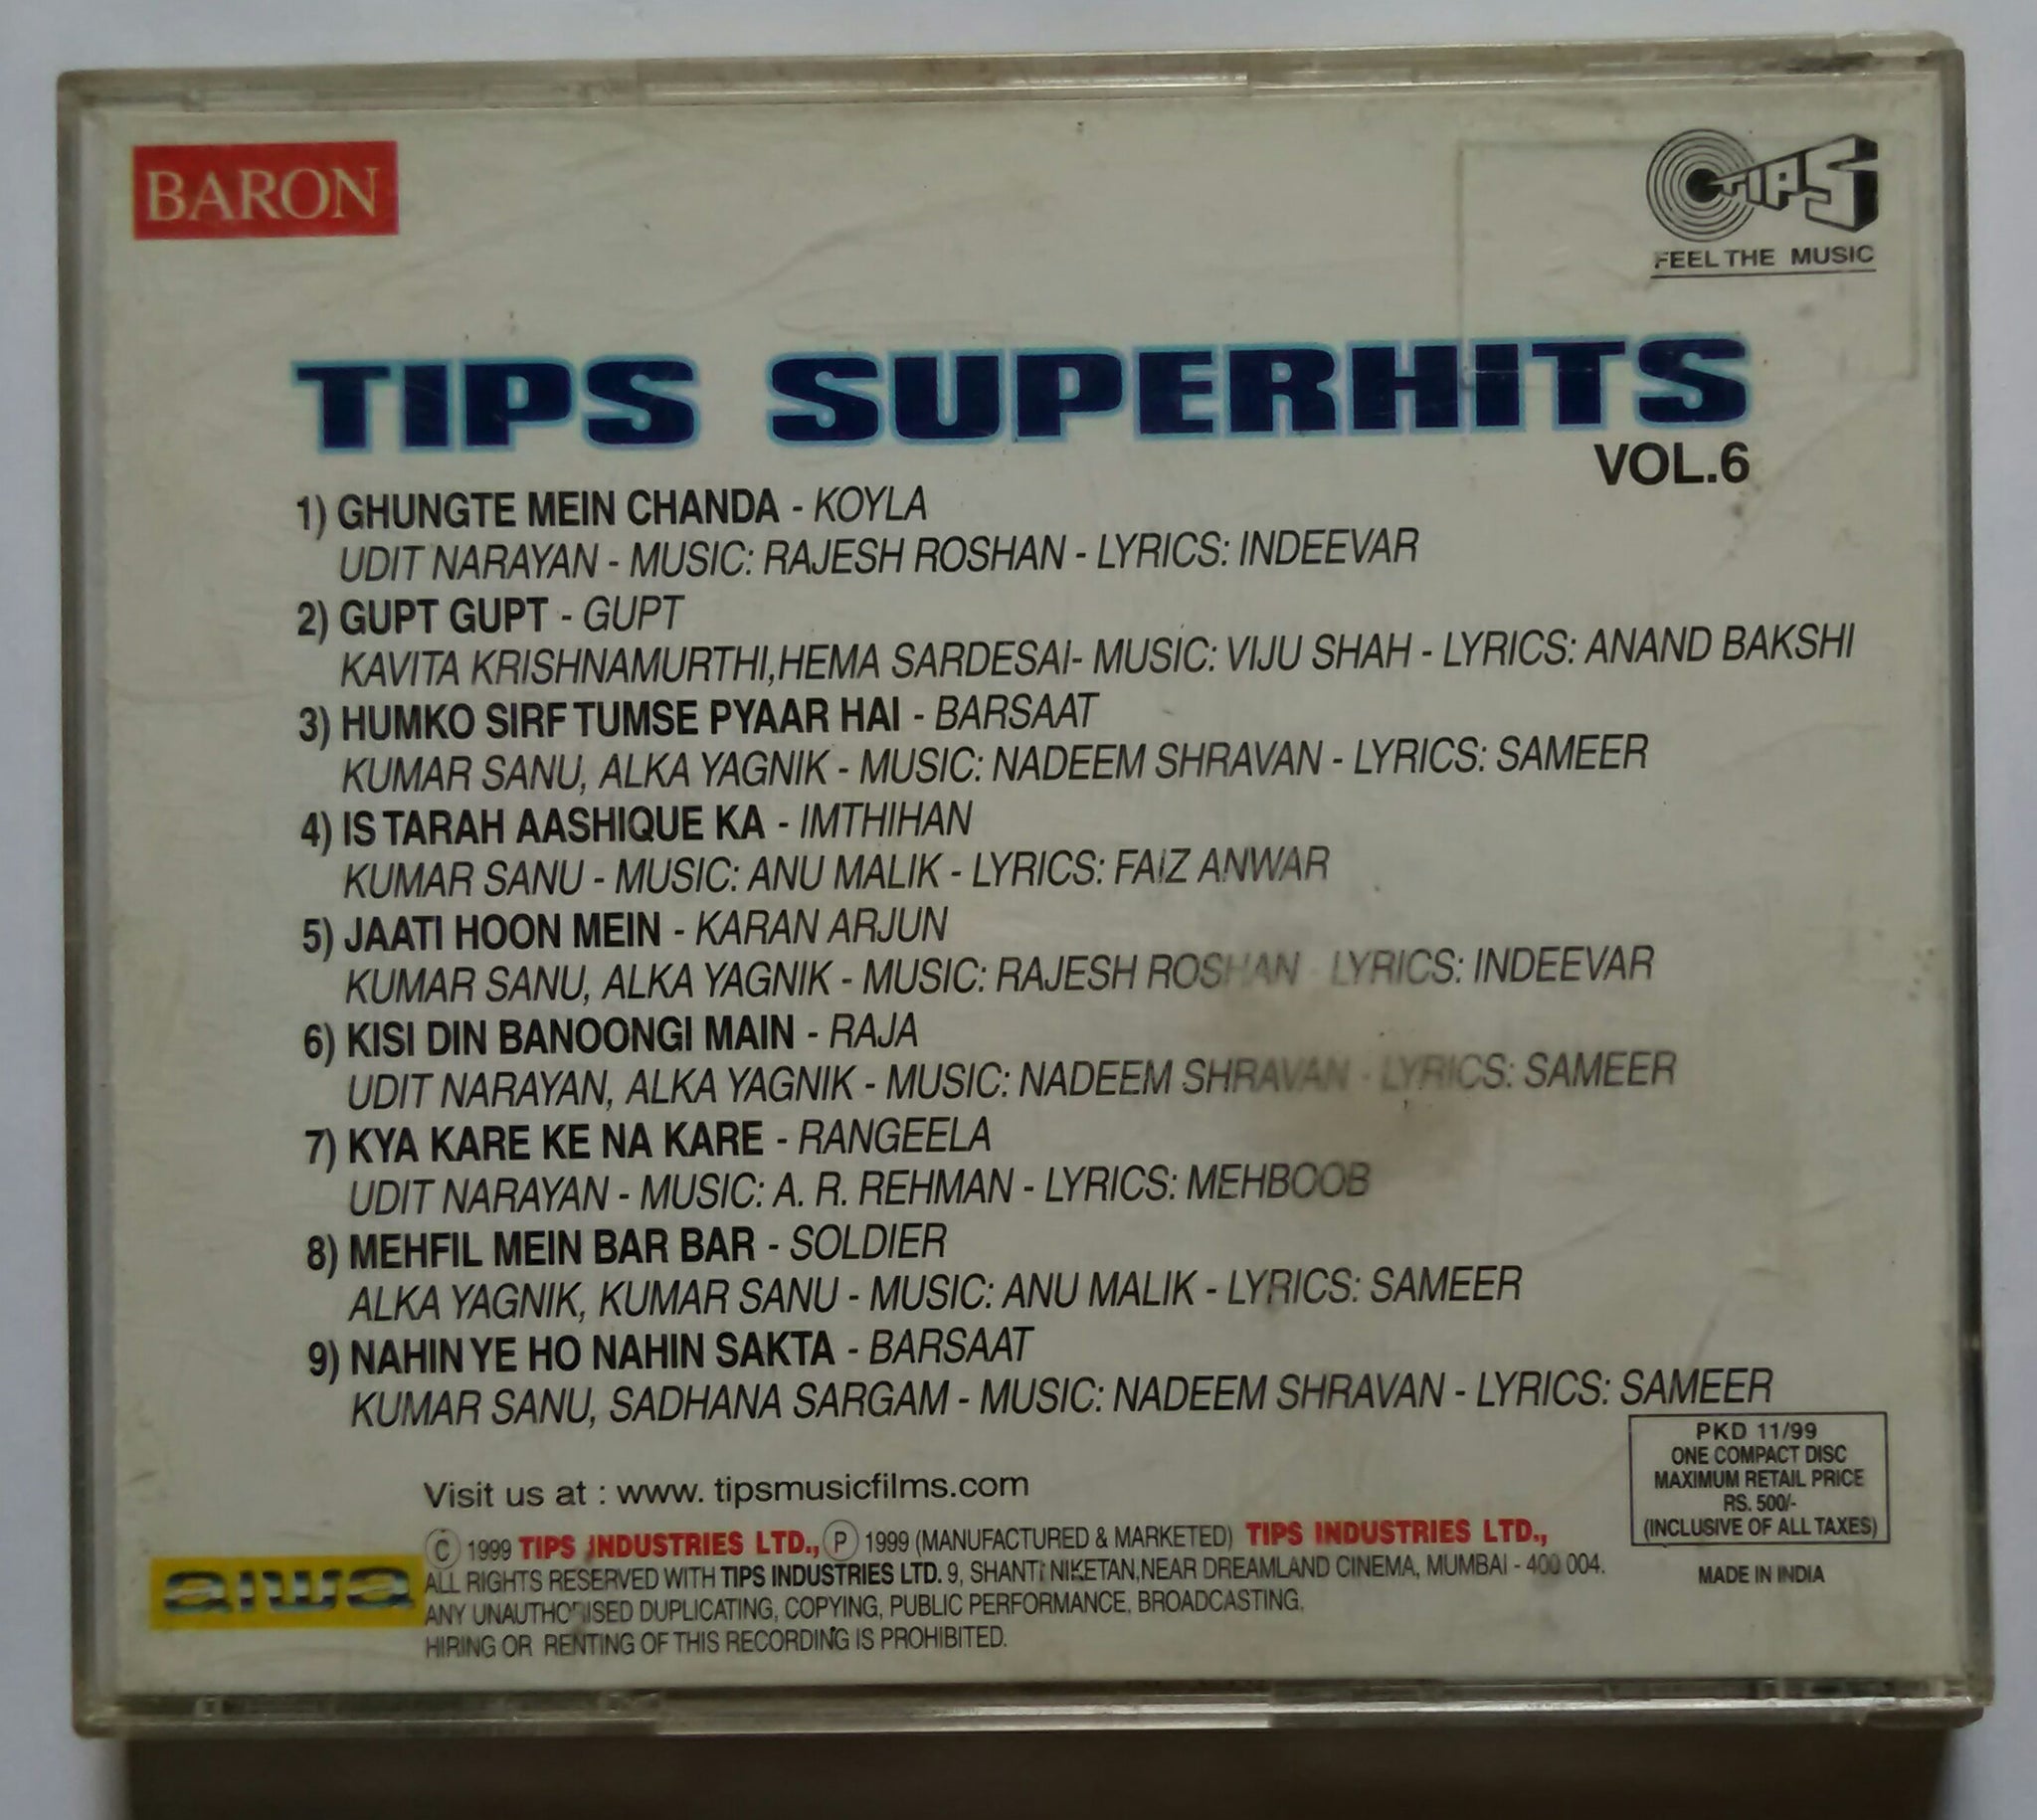 BARON
TIPS
FEEL THE MUSIC
TIPS SUPERHITS
VOL.6
1) GHUNGTE MEIN CHANDA - KOYLA
UDIT NARAYAN - MUSIC: RAJESH ROSHAN - LYRICS: INDEEVAR
2) GUPT GUPT - GUPT
KAVITA KRISHNAMURTHI,HEMA SARDESAI- MUSIC: VIJU SHAH - LYRICS: ANAND BAKSHI
3) HUMKO SIRF TUMSE PYAAR HAI - BARSAAT
KUMAR SANU, ALKA YAGNIK - MUSIC: NADEEM SHRAVAN - LYRICS: SAMEER
4) IS TARAH AASHIQUE KA - IMTHIHAN
KUMAR SANU - MUSIC: ANU MALIK - LYRICS: FAIZ ANWAR
5) JAATI HOON MEIN - KARAN ARJUN
KUMAR SANU, ALKA YAGNIK - MUSIC: RAJESH ROSHAN - LYRICS: INDEEVAR
6) KISI DIN BANOONGI MAIN - RAJA
UDIT NARAYAN, ALKA YAGNIK - MUSIC: NADEEM SHRAVAN - LYRICS: SAMEER
7) KYA KARE KE NA KARE - RANGEELA
UDIT NARAYAN - MUSIC: A. R. REHMAN - LYRICS: MEHBOOB
8) MEHFIL MEIN BAR BAR - SOLDIER
ALKA YAGNIK, KUMAR SANU - MUSIC: ANU MALIK - LYRICS: SAMEER
9) NAHIN YE HO NAHIN SAKTA - BARSAAT
KUMAR SANU, SADHANA SARGAM - MUSIC: NADEEM SHRAVAN - LYRICS: SAMEER
PKD 11/99
ONE COMPACT DISC
MAXIMUM RETAIL PRICE
RS. 500/-
(INCLUSIVE OF ALL TAXES)
MADE IN INDIA
Visit us at : www. tipsmusicfilms.com
aiwa
© 1999 TIPS INDUSTRIES LTD., ℗ 1999 (MANUFACTURED & MARKETED) TIPS INDUSTRIES LTD.,
ALL RIGHTS RESERVED WITH TIPS INDUSTRIES LTD. 9, SHANTI NIKETAN,NEAR DREAMLAND CINEMA, MUMBAI - 400 004.
ANY UNAUTHORISED DUPLICATING, COPYING, PUBLIC PERFORMANCE, BROADCASTING,
HIRING OR RENTING OF THIS RECORDING IS PROHIBITED.